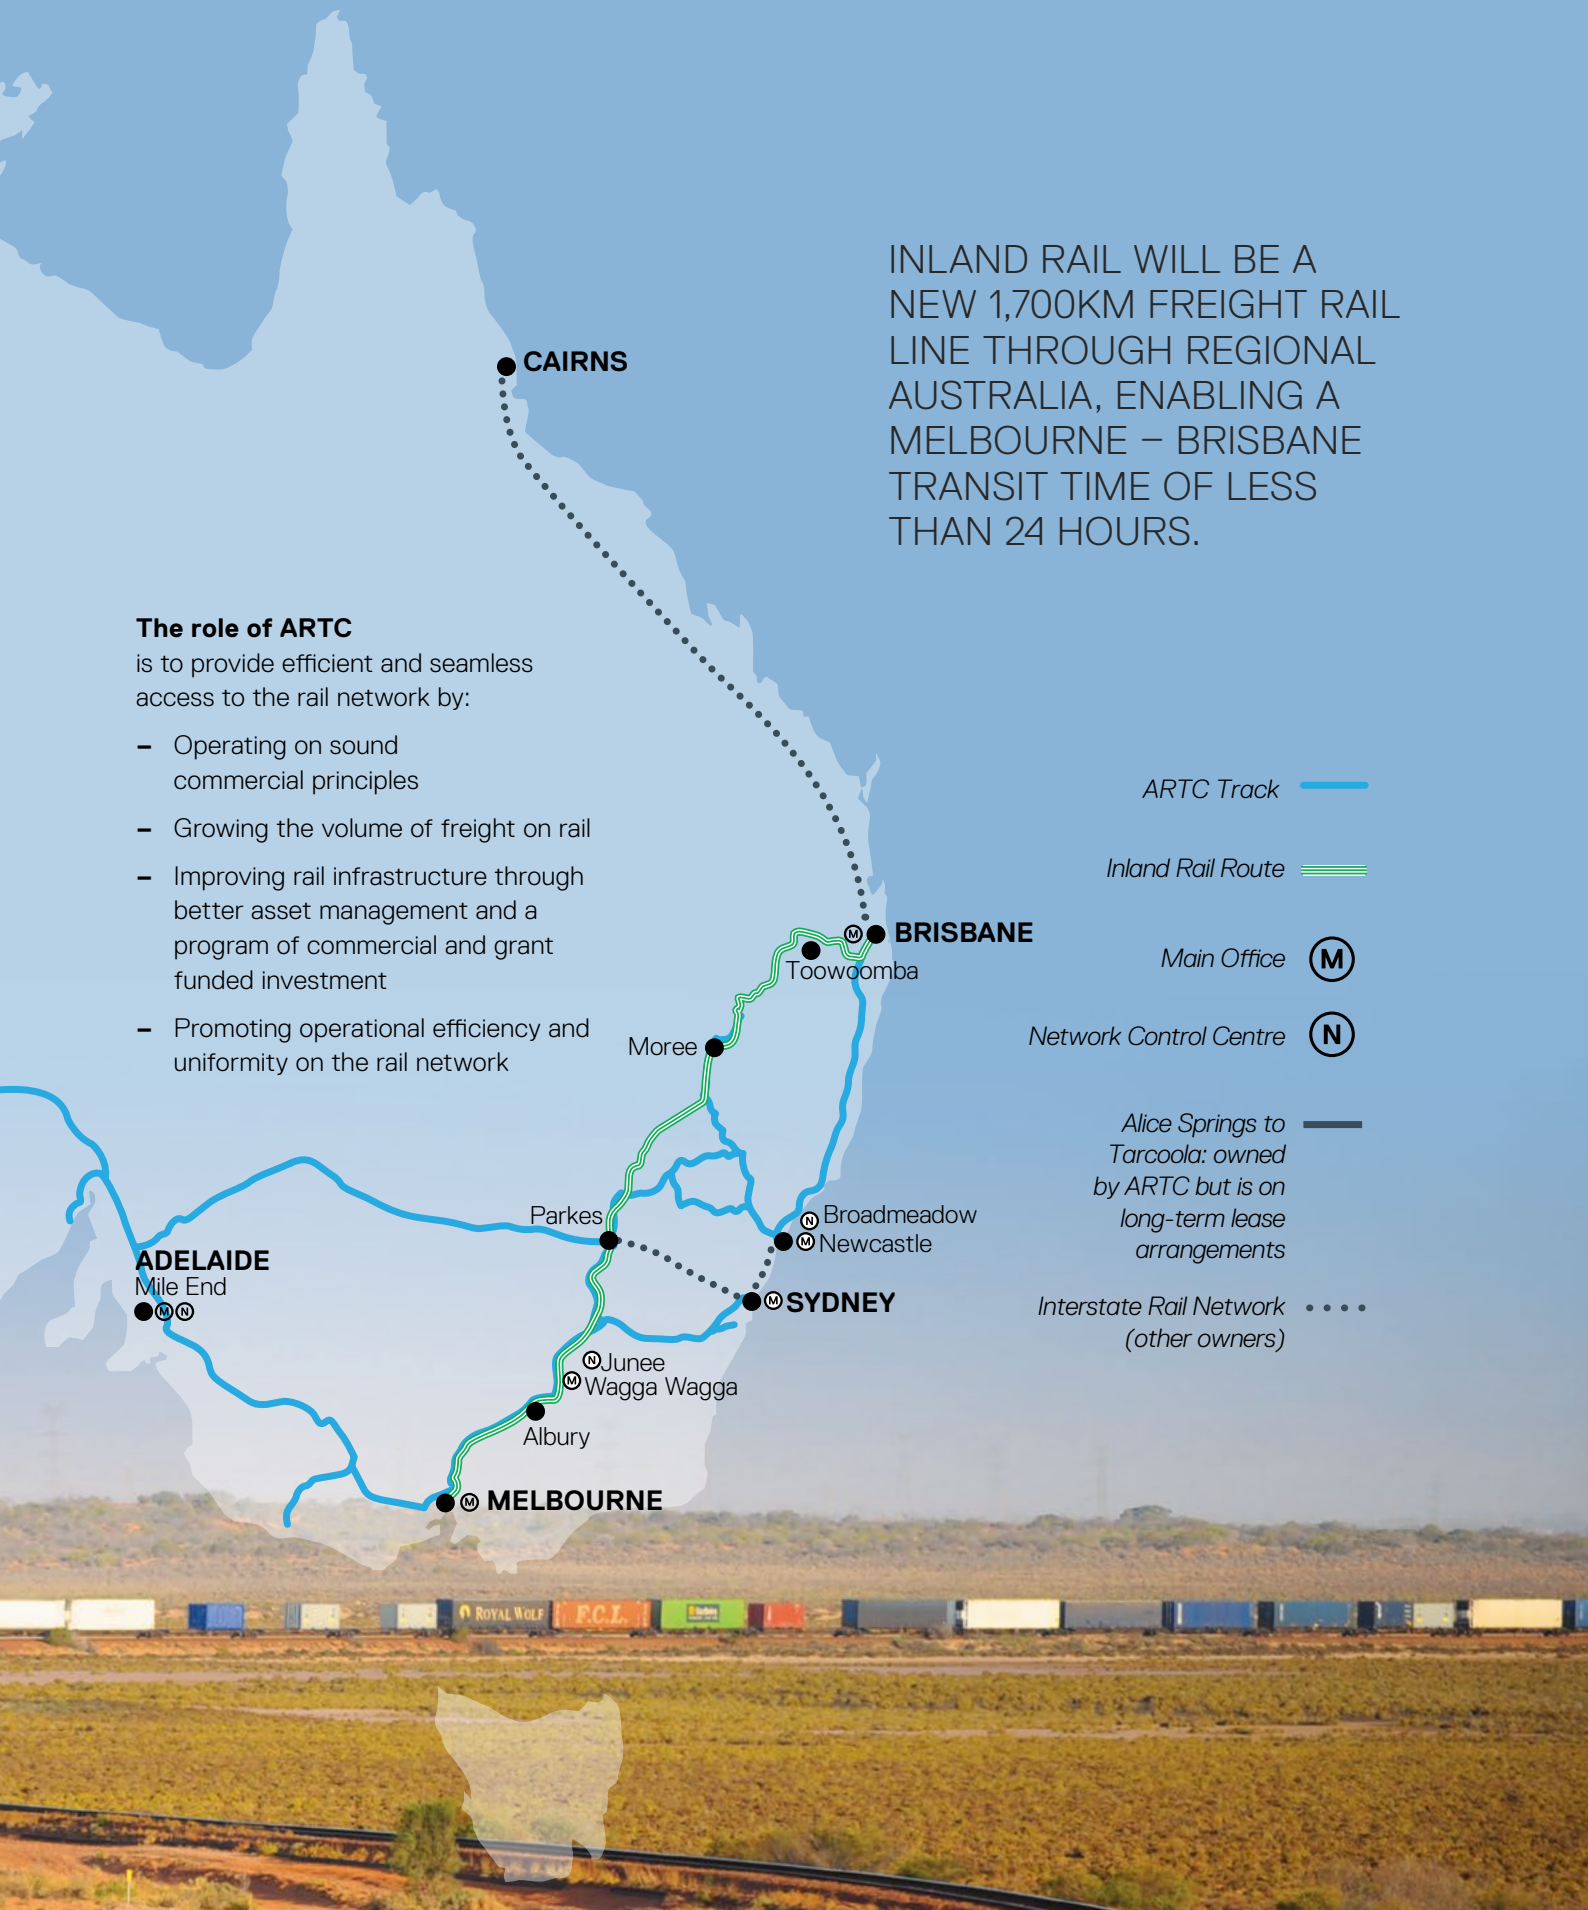 INLAND RAIL WILL BE A
NEW 1,700KM FREIGHT RAIL
LINE THROUGH REGIONAL
AUSTRALIA, ENABLING A
MELBOURNE – BRISBANE
TRANSIT TIME OF LESS
THAN 24 HOURS.
CAIRNS
The role of ARTC
is to provide efficient and seamless
access to the rail network by:
– Operating on sound
commercial principles
– Growing the volume of freight on rail
– Improving rail infrastructure through
better asset management and a
program of commercial and grant
funded investment
– Promoting operational efficiency and
uniformity on the rail network
ARTC Track
Inland Rail Route
Main Office M
Network Control Centre N
Alice Springs to
Tarcoola: owned
by ARTC but is on
long-term lease
arrangements
Interstate Rail Network
(other owners)
M BRISBANE
Toowoomba
Moree
Parkes
N Broadmeadow
M Newcastle
ADELAIDE
Mile End
M N
M SYDNEY
N Junee
M Wagga Wagga
Albury
M MELBOURNE
ROYAL WOLF
F.C.L.